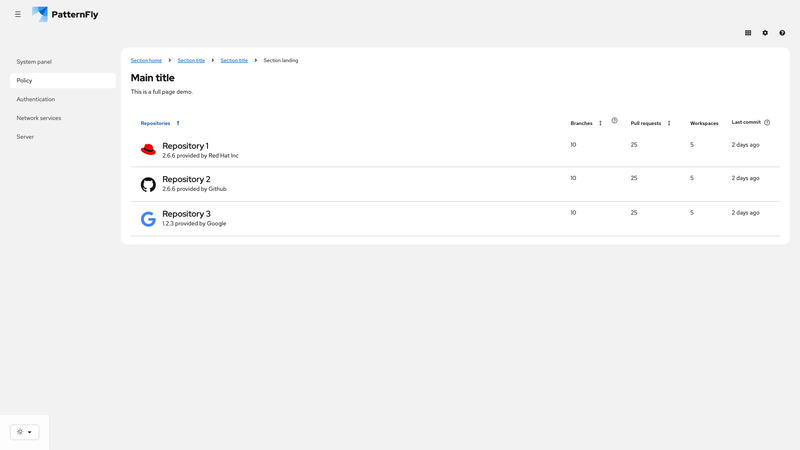 PatternFly
System panel
Policy
Authentication
Network services
Server
Section home
Section title
Section title
Section landing
Main title
This is a full page demo.
Repositories
Branches
Pull requests
Workspaces
Last commit
Repository 1
2.6.6 provided by Red Hat Inc
10
25
5
2 days ago
Repository 2
2.6.6 provided by Github
10
25
5
2 days ago
Repository 3
1.2.3 provided by Google
10
25
5
2 days ago